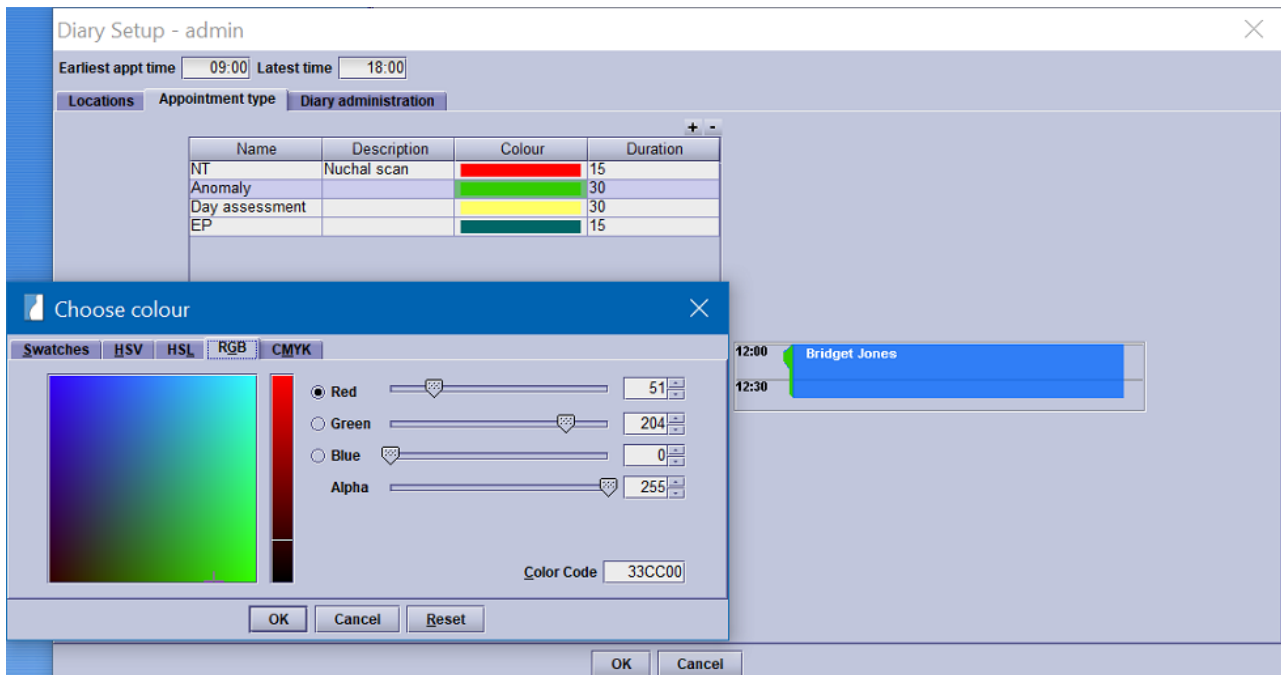 Diary Setup - admin
Earliest appt time 09:00 Latest time 18:00
Locations Appointment type Diary administration
+ -
Name Description Colour Duration
NT Nuchal scan 15
Anomaly 30
Day assessment 30
EP 15
Choose colour
Swatches HSV HSL RGB CMYK
Red 51
Green 204
Blue 0
Alpha 255
Color Code 33CC00
OK Cancel Reset
12:00 Bridget Jones
12:30
OK Cancel